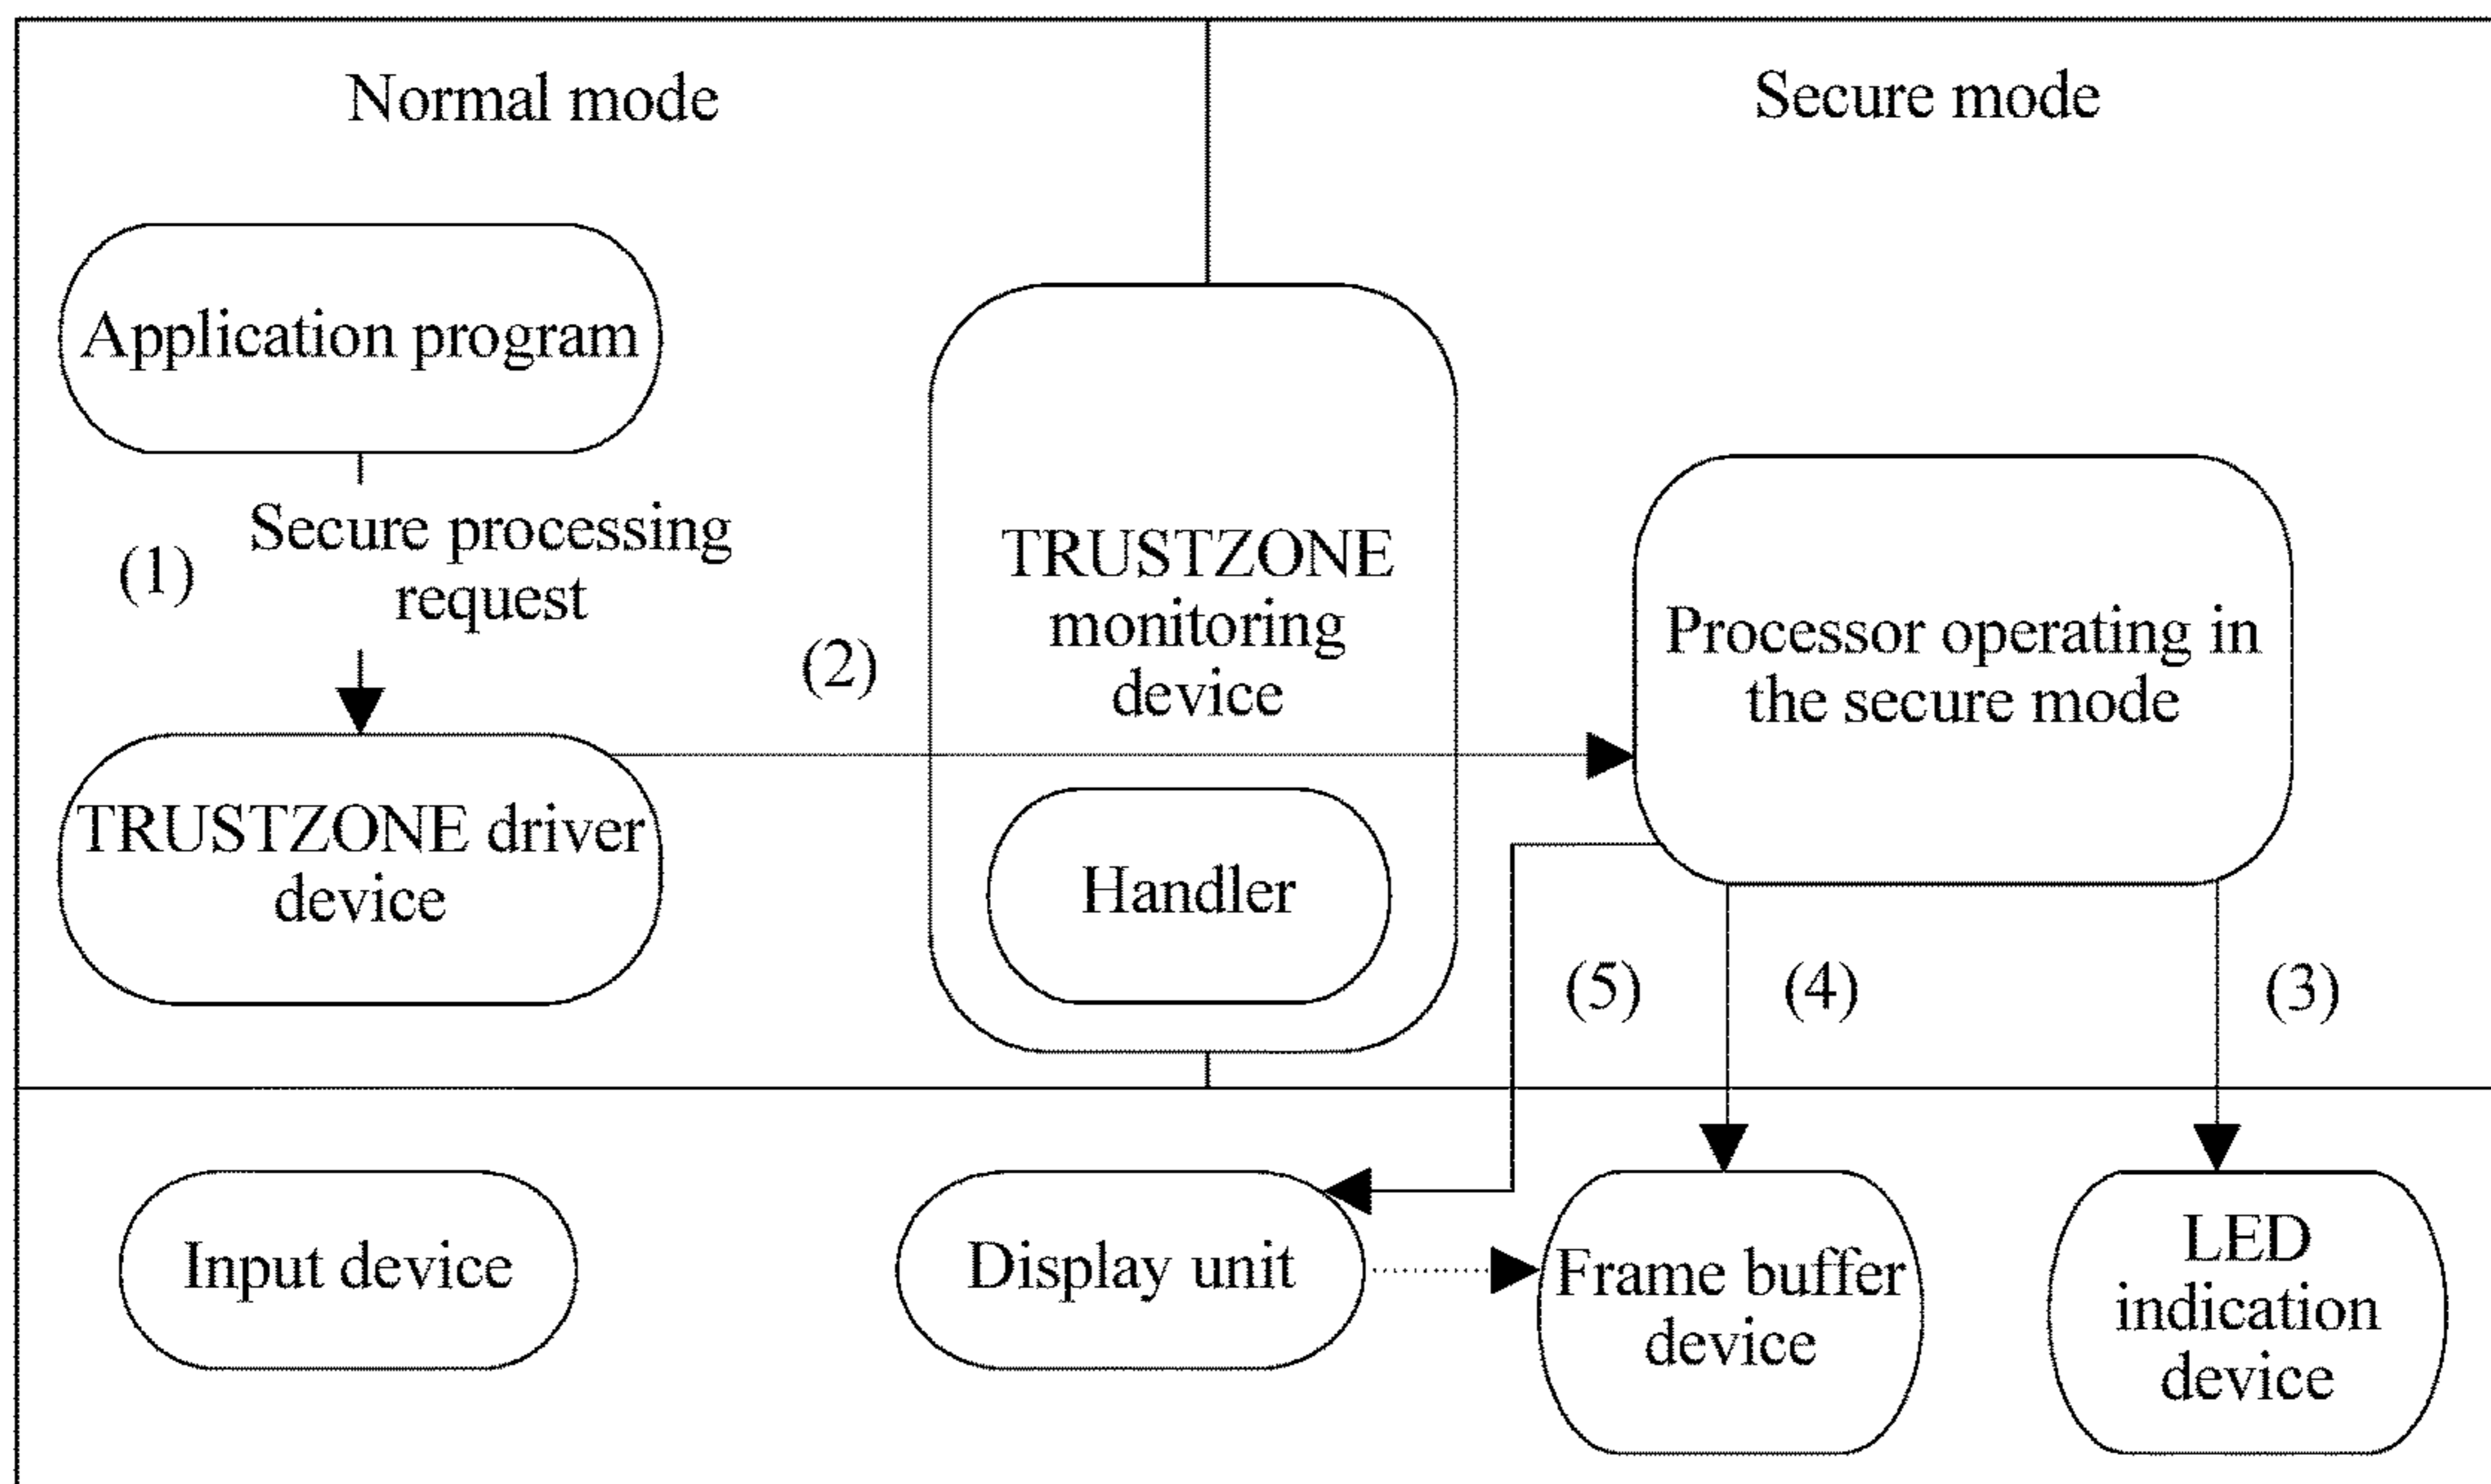 Normal mode
Secure mode
Application program
(1)
Secure processing
request
(2)
TRUSTZONE
monitoring
device
Processor operating in
the secure mode
TRUSTZONE driver
device
Handler
(5)
(4)
(3)
Input device
Display unit
Frame buffer
device
LED
indication
device